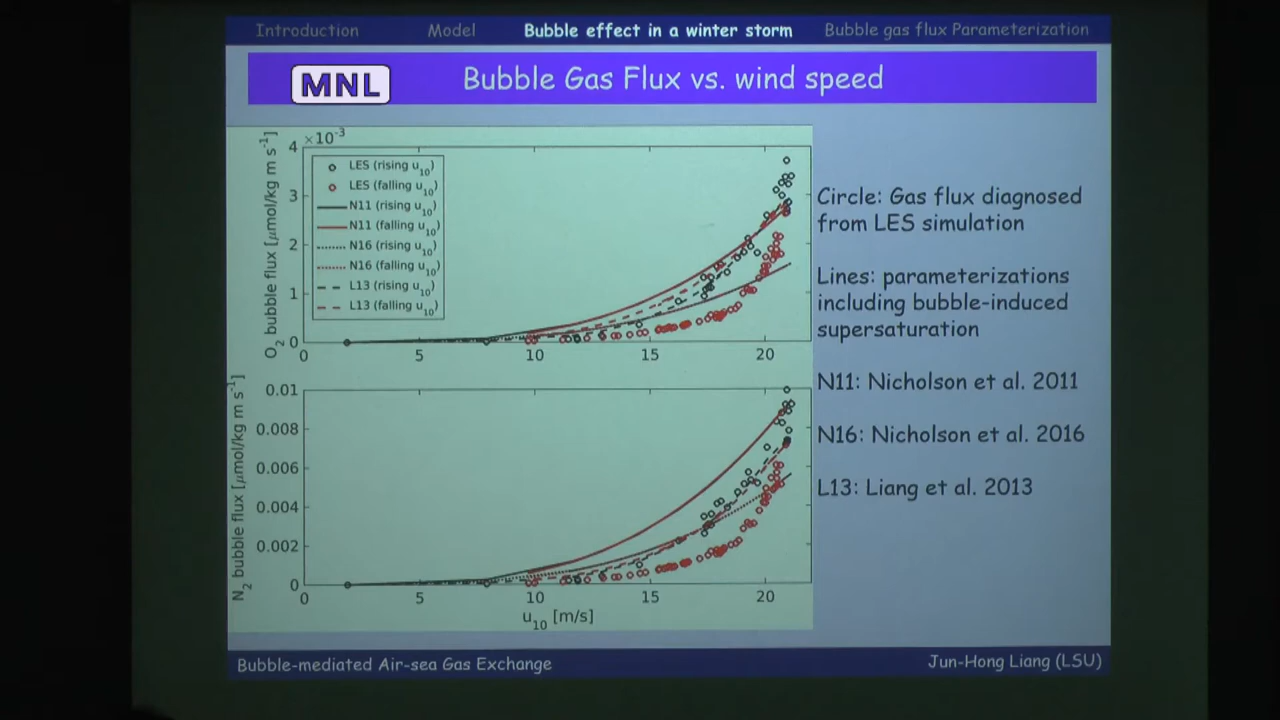 Introduction Model Bubble effect in a winter storm Bubble gas flux Parameterization
MNL Bubble Gas Flux vs. wind speed
×10-3
O2 bubble flux [μmol/kg m s-1]
4
3
2
1
0
LES (rising u10)
LES (falling u10)
N11 (rising u10)
N11 (falling u10)
N16 (rising u10)
N16 (falling u10)
L13 (rising u10)
L13 (falling u10)
0 5 10 15 20
N2 bubble flux [μmol/kg m s-1]
0.01
0.008
0.006
0.004
0.002
0
0 5 10 15 20
u10 [m/s]
Circle: Gas flux diagnosed
from LES simulation
Lines: parameterizations
including bubble-induced
supersaturation
N11: Nicholson et al. 2011
N16: Nicholson et al. 2016
L13: Liang et al. 2013
Bubble-mediated Air-sea Gas Exchange Jun-Hong Liang (LSU)